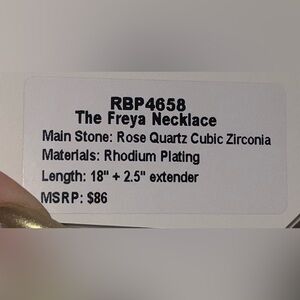 RBP4658
The Freya Necklace
Main Stone: Rose Quartz Cubic Zirconia
Materials: Rhodium Plating
Length: 18" + 2.5" extender
MSRP: $86